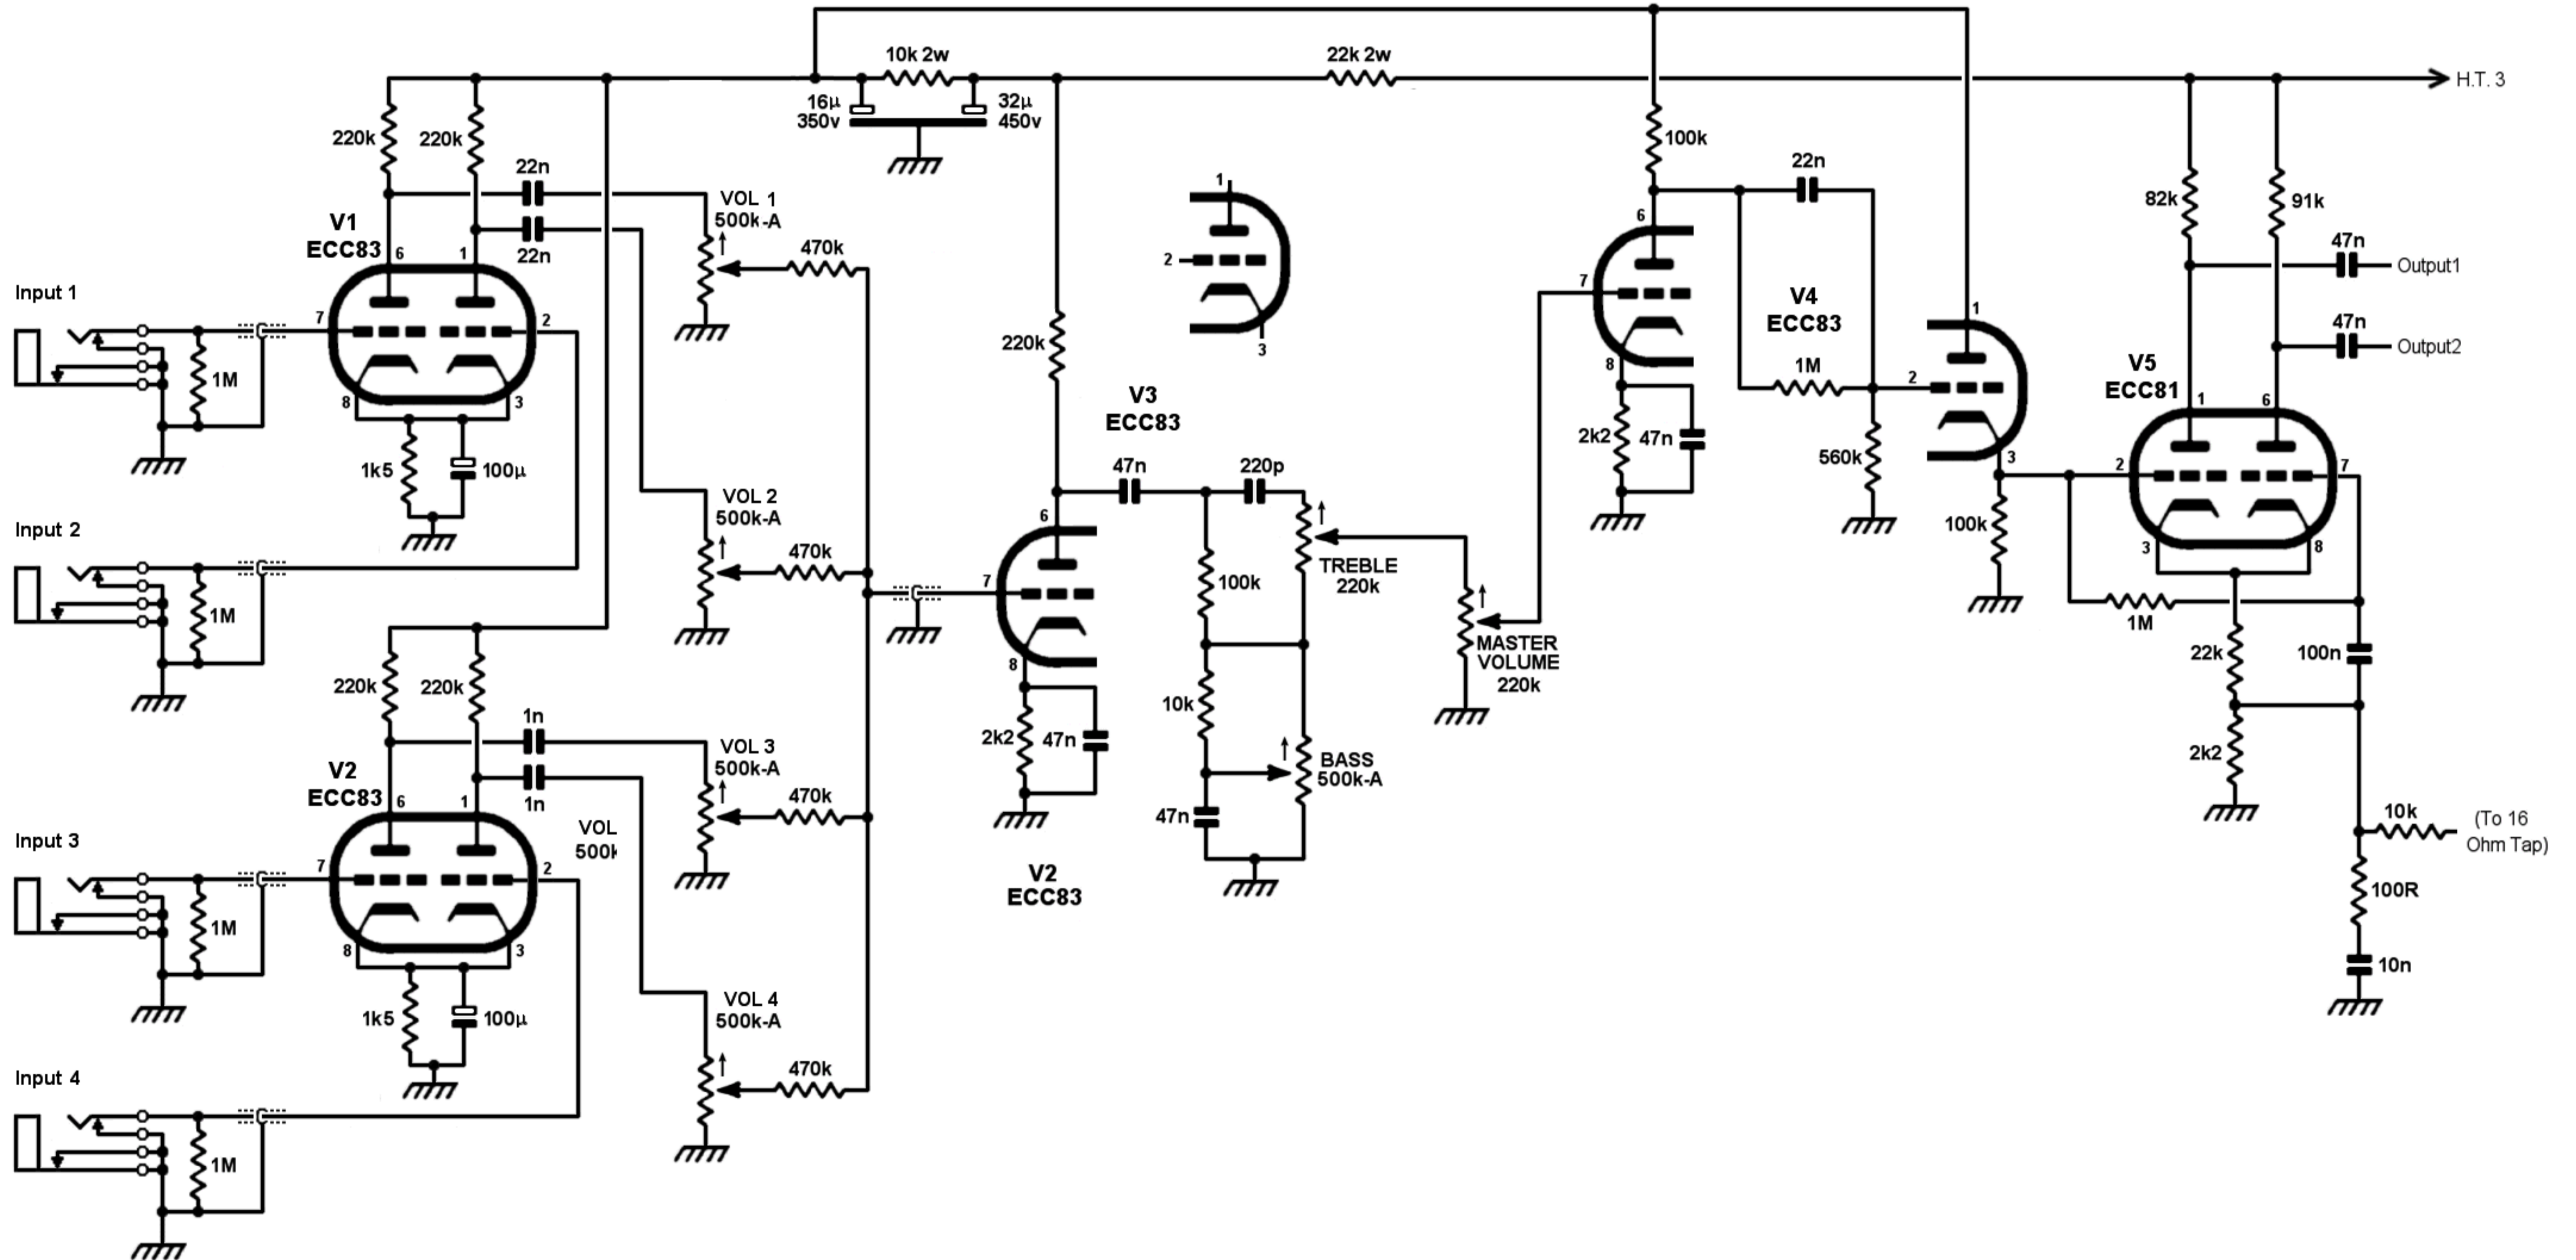 10k 2w
22k 2w
H.T. 3
16µ
350v
32µ
450v
220k
220k
22n
22n
VOL 1
500k-A
470k
V1
ECC83
6
1
7
2
8
3
Input 1
1M
1k5
100µ
Input 2
1M
VOL 2
500k-A
470k
220k
220k
1n
1n
VOL 3
500k-A
470k
V2
ECC83
6
1
7
2
8
3
VOL
500k
Input 3
1M
1k5
100µ
VOL 4
500k-A
470k
Input 4
1M
1
2
3
220k
V3
ECC83
47n
220p
6
7
8
100k
TREBLE
220k
2k2
47n
10k
BASS
500k-A
47n
V2
ECC83
MASTER
VOLUME
220k
100k
22n
6
7
8
V4
ECC83
1M
2k2
47n
560k
1
2
3
100k
82k
91k
47n
Output1
47n
Output2
V5
ECC81
1
6
2
7
3
8
1M
22k
100n
2k2
10k
(To 16
Ohm Tap)
100R
10n